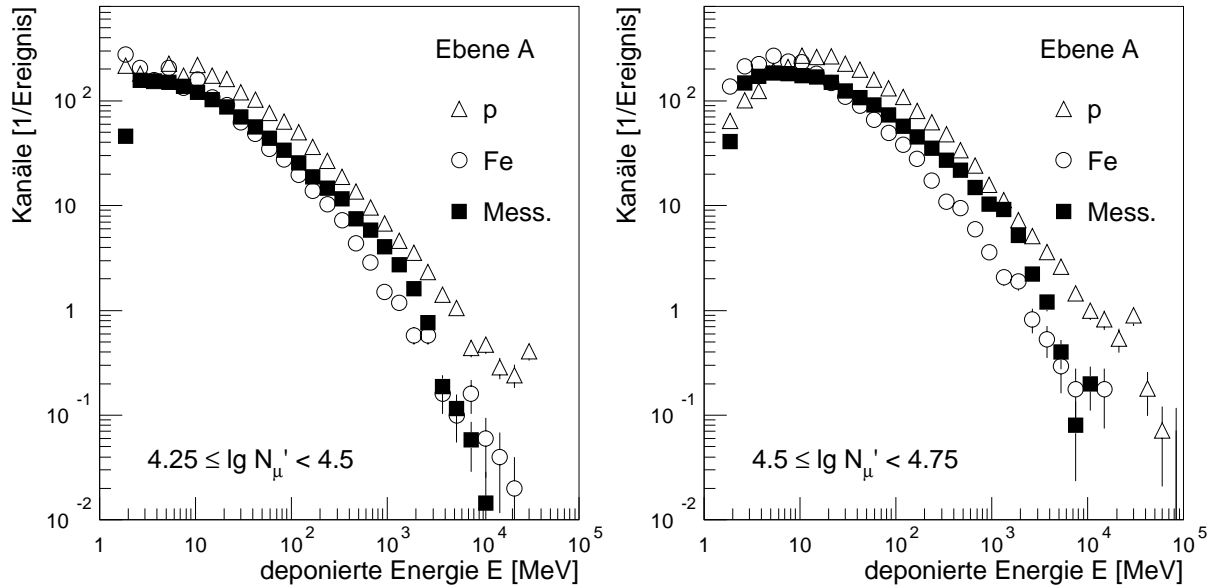 Kanäle [1/Ereignis]
10^2
10
1
10^-1
10^-2
Ebene A
p
Fe
Mess.
4.25 ≤ lg N_μ' < 4.5
1 10 10^2 10^3 10^4 10^5
deponierte Energie E [MeV]
Kanäle [1/Ereignis]
10^2
10
1
10^-1
10^-2
Ebene A
p
Fe
Mess.
4.5 ≤ lg N_μ' < 4.75
1 10 10^2 10^3 10^4 10^5
deponierte Energie E [MeV]